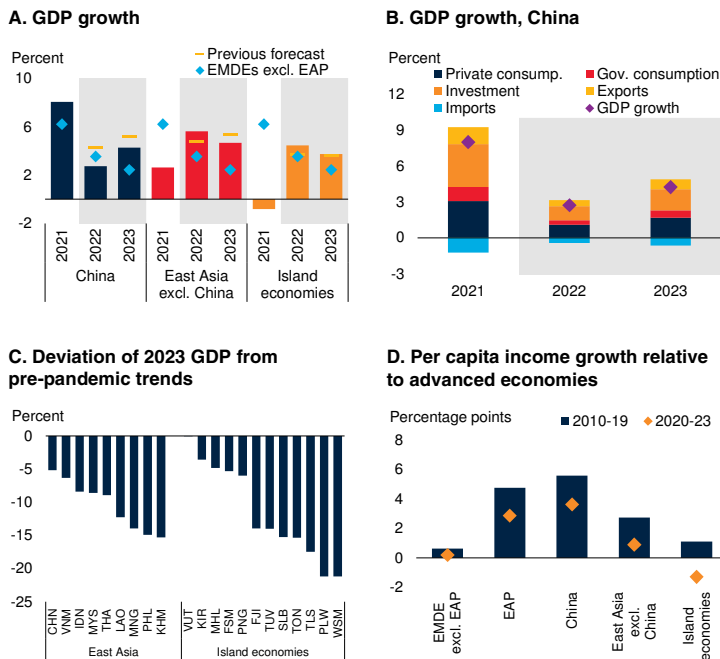 A. GDP growth
Percent
Previous forecast
EMDEs excl. EAP
10
6
2
-2
2021
2022
2023
2021
2022
2023
2021
2022
2023
China
East Asia
excl. China
Island
economies
B. GDP growth, China
Percent
Private consump.
Gov. consumption
Investment
Exports
Imports
GDP growth
12
9
6
3
0
-3
2021
2022
2023
C. Deviation of 2023 GDP from
pre-pandemic trends
Percent
0
-5
-10
-15
-20
-25
CHN
VNM
IDN
MYS
THA
LAO
MNG
PHL
KHM
VUT
KIR
MHL
FSM
PNG
FJI
TUV
SLB
TON
TLS
PLW
WSM
East Asia
Island economies
D. Per capita income growth relative
to advanced economies
Percentage points
2010-19
2020-23
8
6
4
2
0
-2
EMDE
excl. EAP
EAP
China
East Asia
excl.
China
Island
economies